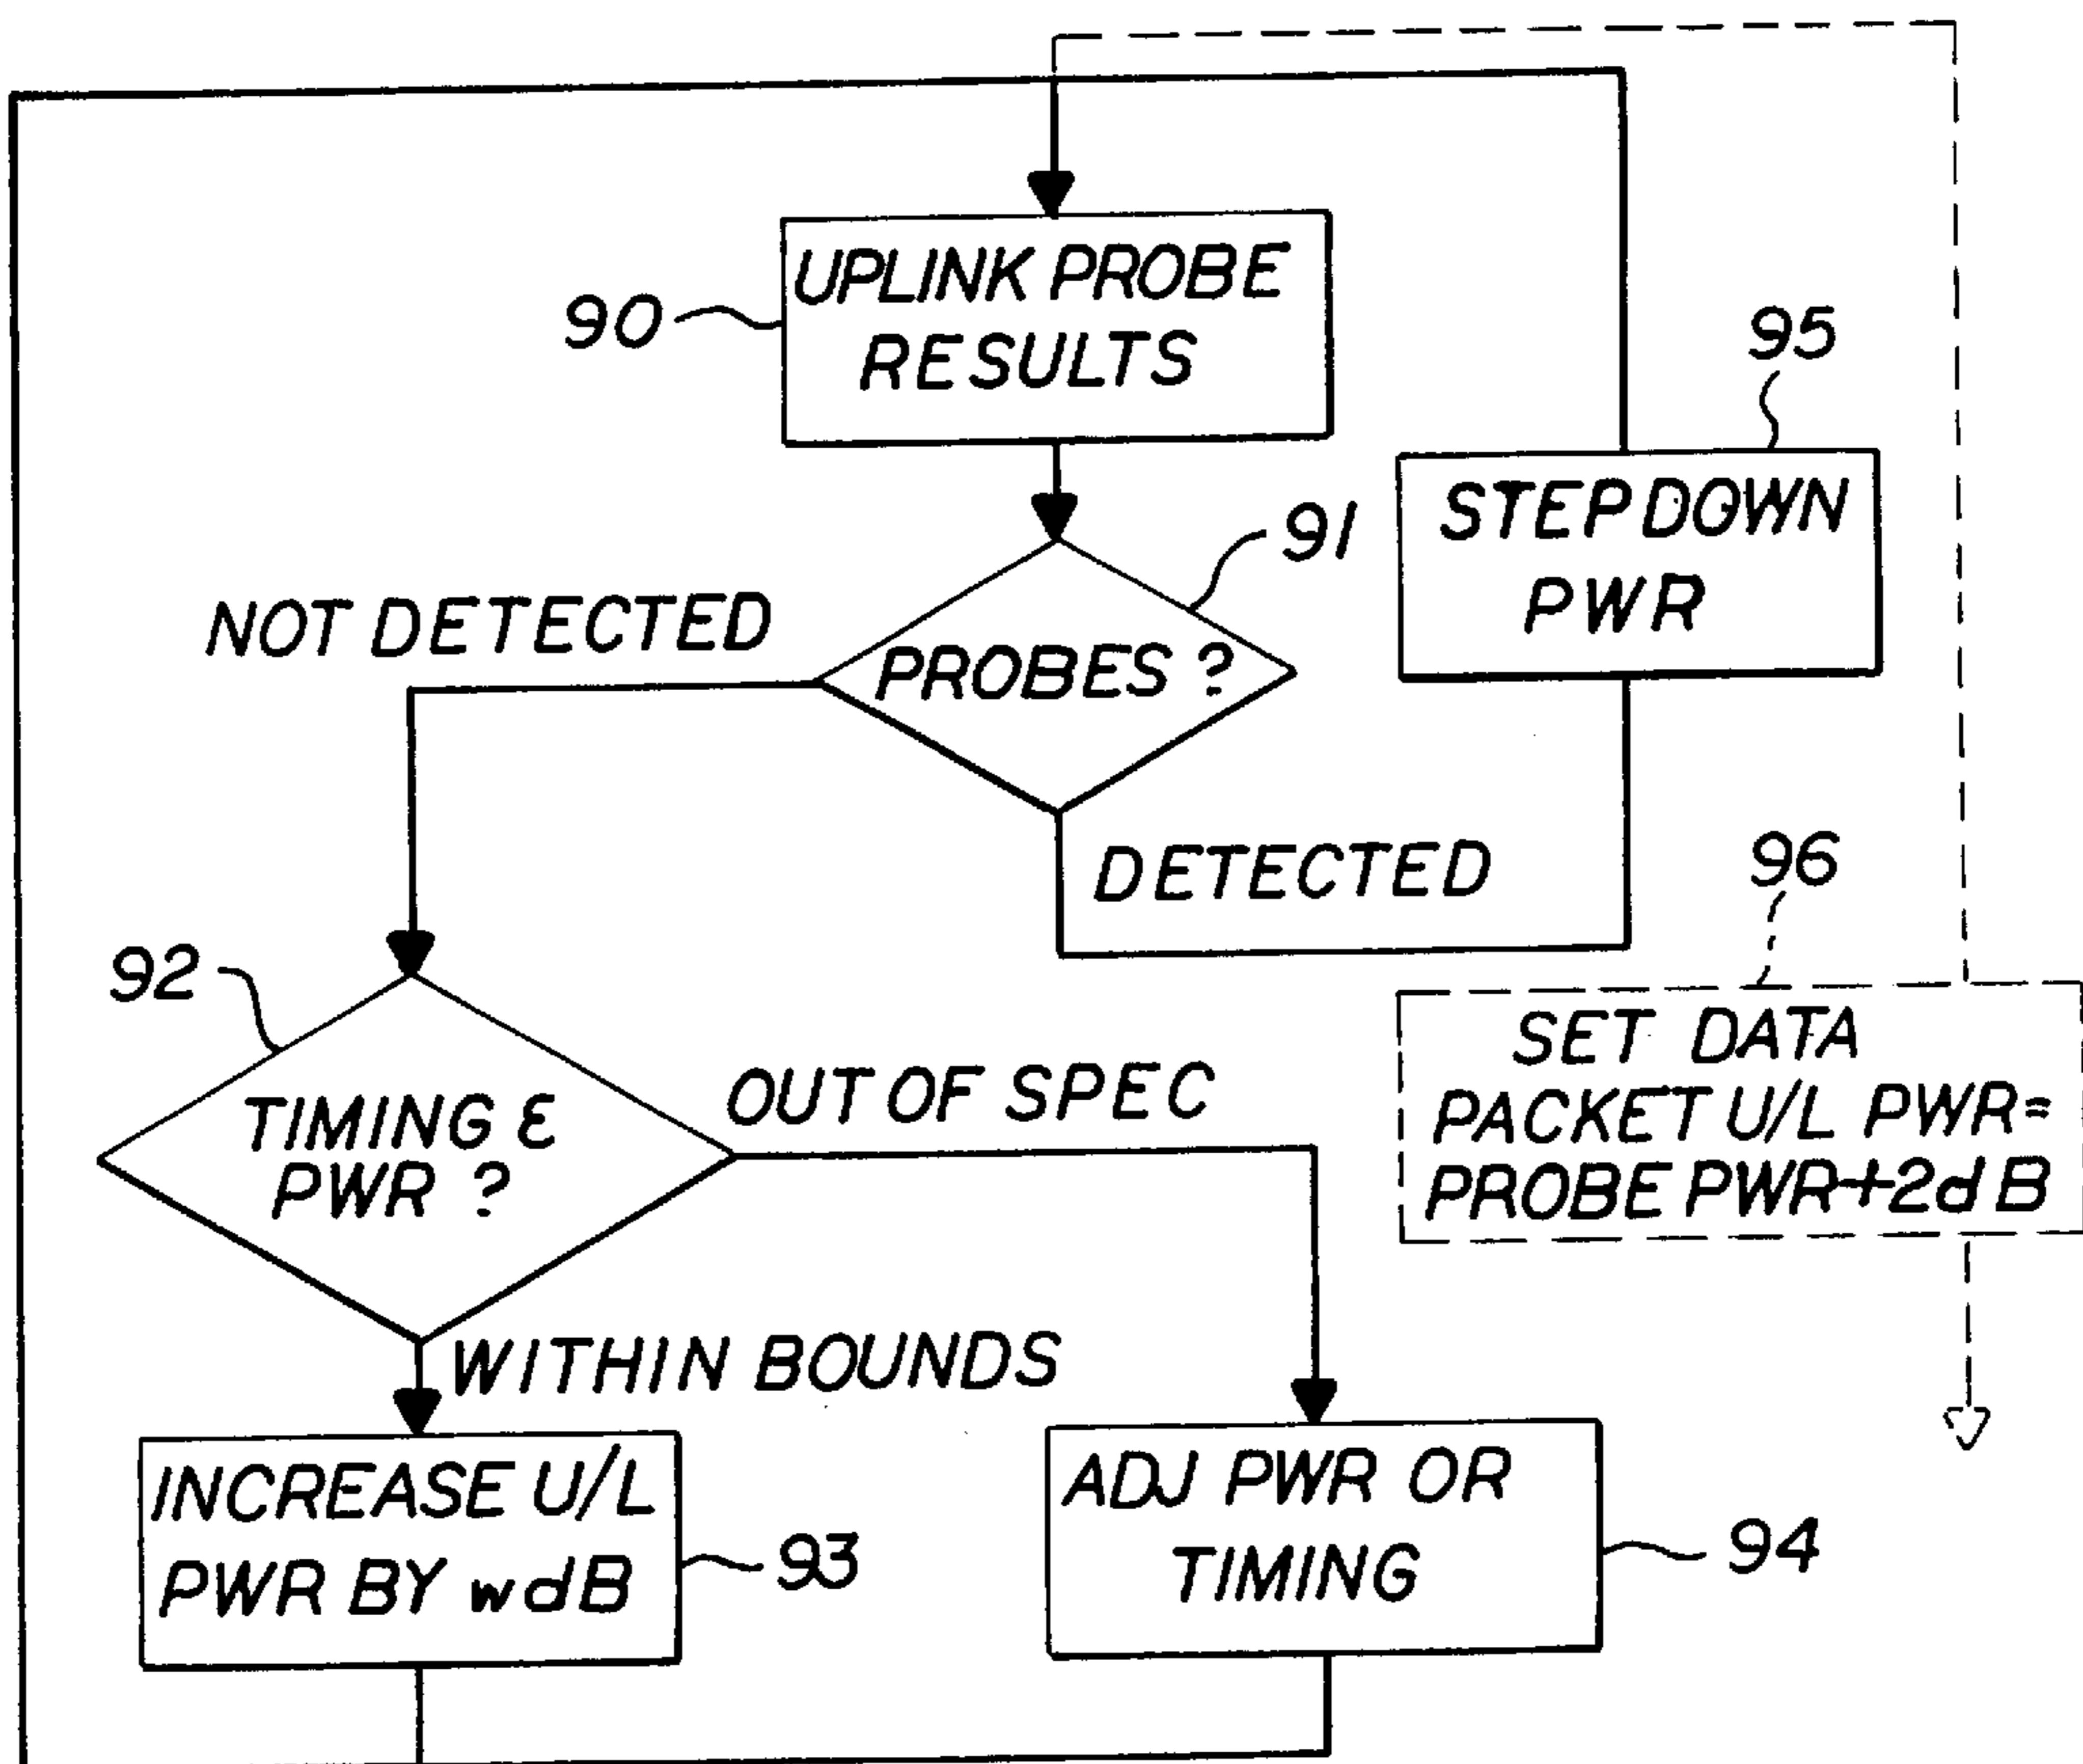 UPLINK PROBE
RESULTS
90
95
STEP DOWN
PWR
91
NOT DETECTED
PROBES ?
DETECTED
96
92
SET DATA
PACKET U/L PWR=
PROBE PWR+2dB
TIMING &
PWR ?
OUT OF SPEC
WITHIN BOUNDS
INCREASE U/L
PWR BY wdB
93
ADJ PWR OR
TIMING
94